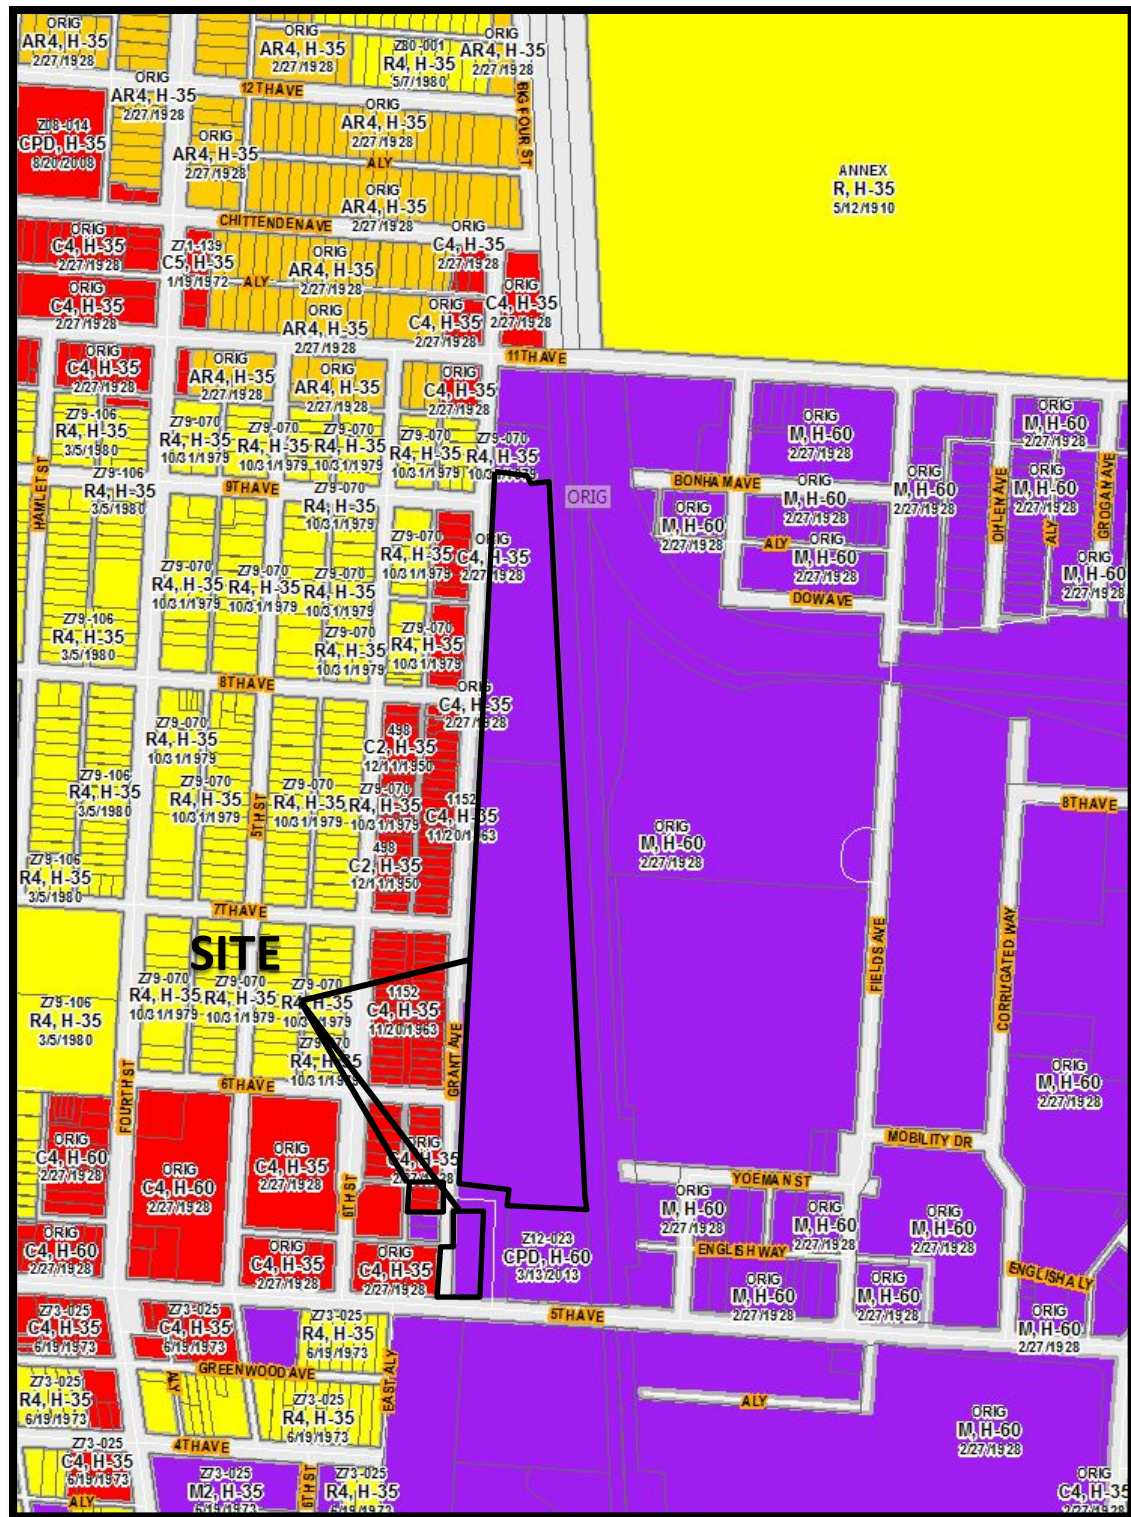 ORIG
AR4, H-35
2/27/1928
ORIG
AR4, H-35
2/27/1928
Z80-001
R4, H-35
5/7/1980
ORIG
AR4, H-35
2/27/1928
ORIG
AR4, H-35
2/27/1928
12TH AVE
BIG FOUR ST
Z08-014
CPD, H-35
8/20/2008
ORIG
AR4, H-35
2/27/1928
ORIG
AR4, H-35
2/27/1928
ALY
ANNEX
R, H-35
5/12/1910
ORIG
AR4, H-35
2/27/1928
CHITTENDEN AVE
ORIG
C4, H-35
2/27/1928
Z71-139
C5, H-35
1/19/1972
ORIG
AR4, H-35
2/27/1928
ALY
ORIG
C4, H-35
2/27/1928
ORIG
C4, H-35
2/27/1928
ORIG
AR4, H-35
2/27/1928
ORIG
C4, H-35
2/27/1928
ORIG
C4, H-35
2/27/1928
11TH AVE
ORIG
C4, H-35
2/27/1928
ORIG
AR4, H-35
2/27/1928
ORIG
AR4, H-35
2/27/1928
ORIG
C4, H-35
2/27/1928
Z79-106
R4, H-35
3/5/1980
Z79-070
R4, H-35
10/31/1979
Z79-070
R4, H-35
10/31/1979
Z79-070
R4, H-35
10/31/1979
Z79-070
R4, H-35
10/31/1979
Z79-070
R4, H-35
ORIG
M, H-60
2/27/1928
ORIG
M, H-60
2/27/1928
HAMLET ST
Z79-106
R4, H-35
3/5/1980
9TH AVE
Z79-070
R4, H-35
10/31/1979
ORIG
BONHAM AVE
ORIG
M, H-60
2/27/1928
ORIG
M, H-60
2/27/1928
OHLEN AVE
ORIG
M, H-60
2/27/1928
ALY
GROGAN AVE
ORIG
M, H-60
2/27/1928
ALY
ORIG
M, H-60
2/27/1928
Z79-070
R4, H-35
10/31/1979
ORIG
C4, H-35
2/27/1928
ORIG
M, H-60
2/27/1928
Z79-070
R4, H-35
10/31/1979
Z79-070
R4, H-35
10/31/1979
Z79-070
R4, H-35
10/31/1979
DOW AVE
Z79-106
R4, H-35
3/5/1980
Z79-070
R4, H-35
10/31/1979
Z79-070
R4, H-35
10/31/1979
8TH AVE
ORIG
C4, H-35
2/27/1928
Z79-070
R4, H-35
10/31/1979
498
C2, H-35
12/11/1950
Z79-106
R4, H-35
3/5/1980
Z79-070
R4, H-35
10/31/1979
5TH ST
Z79-070
R4, H-35
10/31/1979
Z79-070
R4, H-35
10/31/1979
1152
C4, H-35
11/20/1963
8TH AVE
ORIG
M, H-60
2/27/1928
Z79-106
R4, H-35
3/5/1980
498
C2, H-35
12/11/1950
7TH AVE
FIELDS AVE
CORRUGATED WAY
SITE
Z79-106
R4, H-35
3/5/1980
Z79-070
R4, H-35
10/31/1979
Z79-070
R4, H-35
10/31/1979
Z79-070
R4, H-35
10/31/1979
1152
C4, H-35
11/20/1963
Z79-070
R4, H-35
10/31/1979
GRANT AVE
FOURTH ST
6TH AVE
ORIG
M, H-60
2/27/1928
ORIG
C4, H-60
2/27/1928
ORIG
C4, H-60
2/27/1928
ORIG
C4, H-35
2/27/1928
6TH ST
ORIG
C4, H-35
2/27/1928
MOBILITY DR
YOEMAN ST
ORIG
M, H-60
2/27/1928
ORIG
M, H-60
2/27/1928
ORIG
M, H-60
2/27/1928
ORIG
C4, H-60
2/27/1928
ORIG
C4, H-35
2/27/1928
ORIG
C4, H-35
2/27/1928
Z12-023
CPD, H-60
3/13/2013
ENGLISH WAY
ENGLISH ALY
ORIG
M, H-60
2/27/1928
ORIG
M, H-60
2/27/1928
ORIG
M, H-60
2/27/1928
Z73-025
C4, H-35
6/19/1973
Z73-025
C4, H-35
6/19/1973
Z73-025
R4, H-35
6/19/1973
5TH AVE
GREENWOOD AVE
EAST ALY
Z73-025
R4, H-35
6/19/1973
ALY
Z73-025
R4, H-35
6/19/1973
ALY
ORIG
M, H-60
2/27/1928
4TH AVE
Z73-025
C4, H-35
6/19/1973
ALY
Z73-025
M2, H-35
6/19/1973
6TH ST
Z73-025
R4, H-35
6/19/1973
ORIG
C4, H-35
2/27/1928